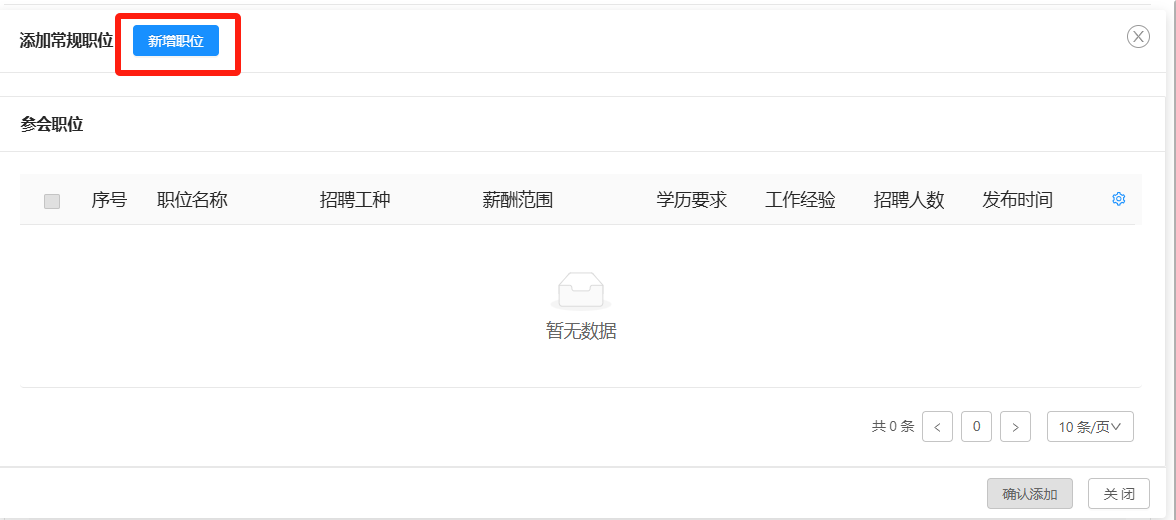 添加常规职位 新增职位
参会职位
序号 职位名称 招聘工种 薪酬范围 学历要求 工作经验 招聘人数 发布时间
暂无数据
共 0 条 < 0 > 10 条/页
确认添加 关 闭